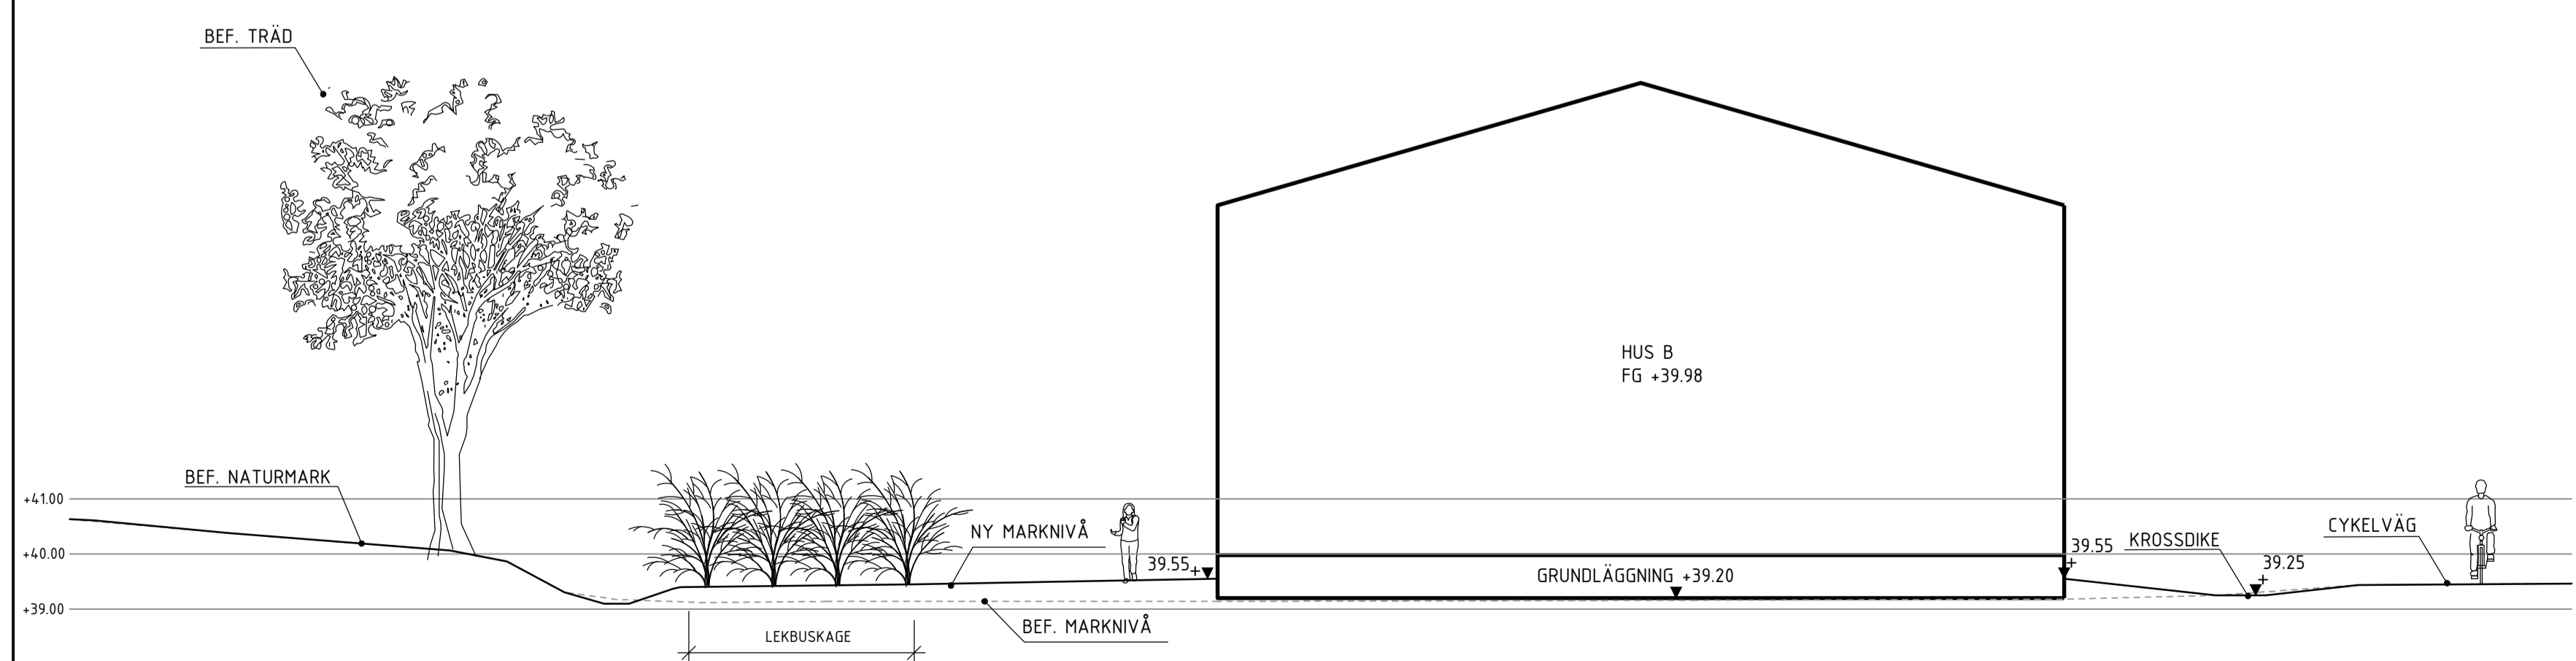 BEF. TRÄD
HUS B
FG +39.98
BEF. NATURMARK
+41.00
NY MARKNIVÅ
CYKELVÄG
KROSSDIKE
39.55
+40.00
39.55
39.25
GRUNDLÄGGNING +39.20
+39.00
BEF. MARKNIVÅ
LEKBUSKAGE